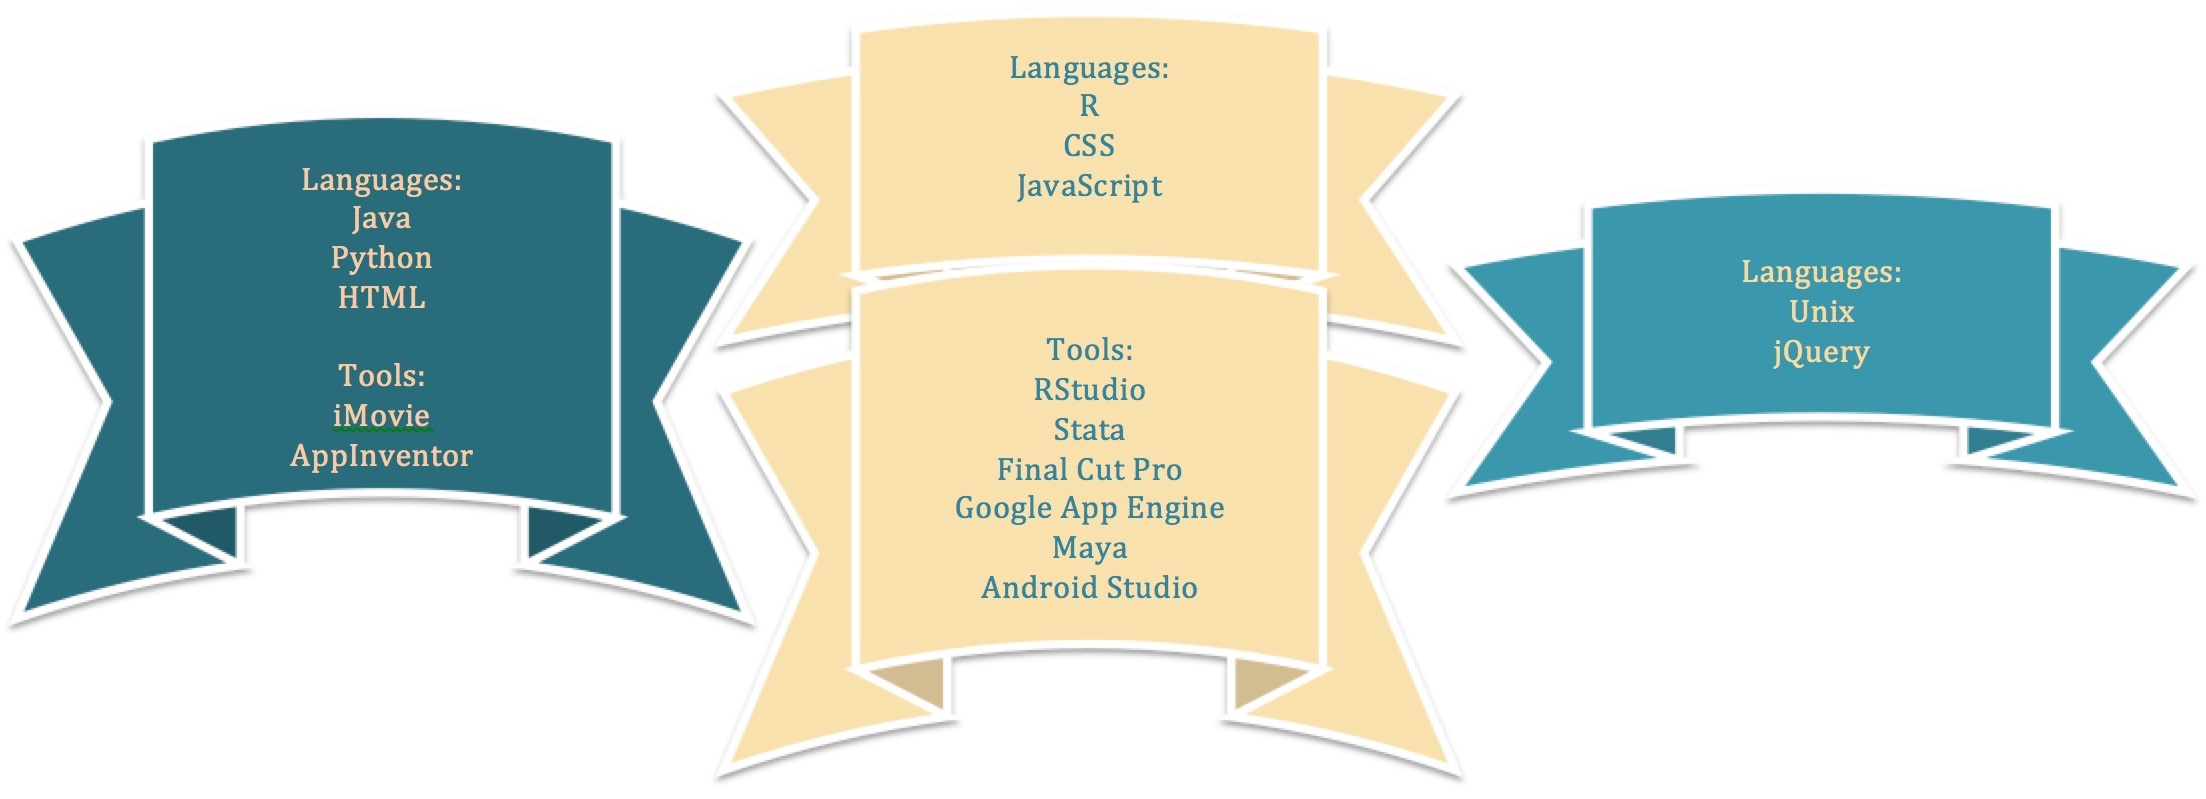 Languages:
Java
Python
HTML
Tools:
iMovie
AppInventor
Languages:
R
CSS
JavaScript
Tools:
RStudio
Stata
Final Cut Pro
Google App Engine
Maya
Android Studio
Languages:
Unix
jQuery